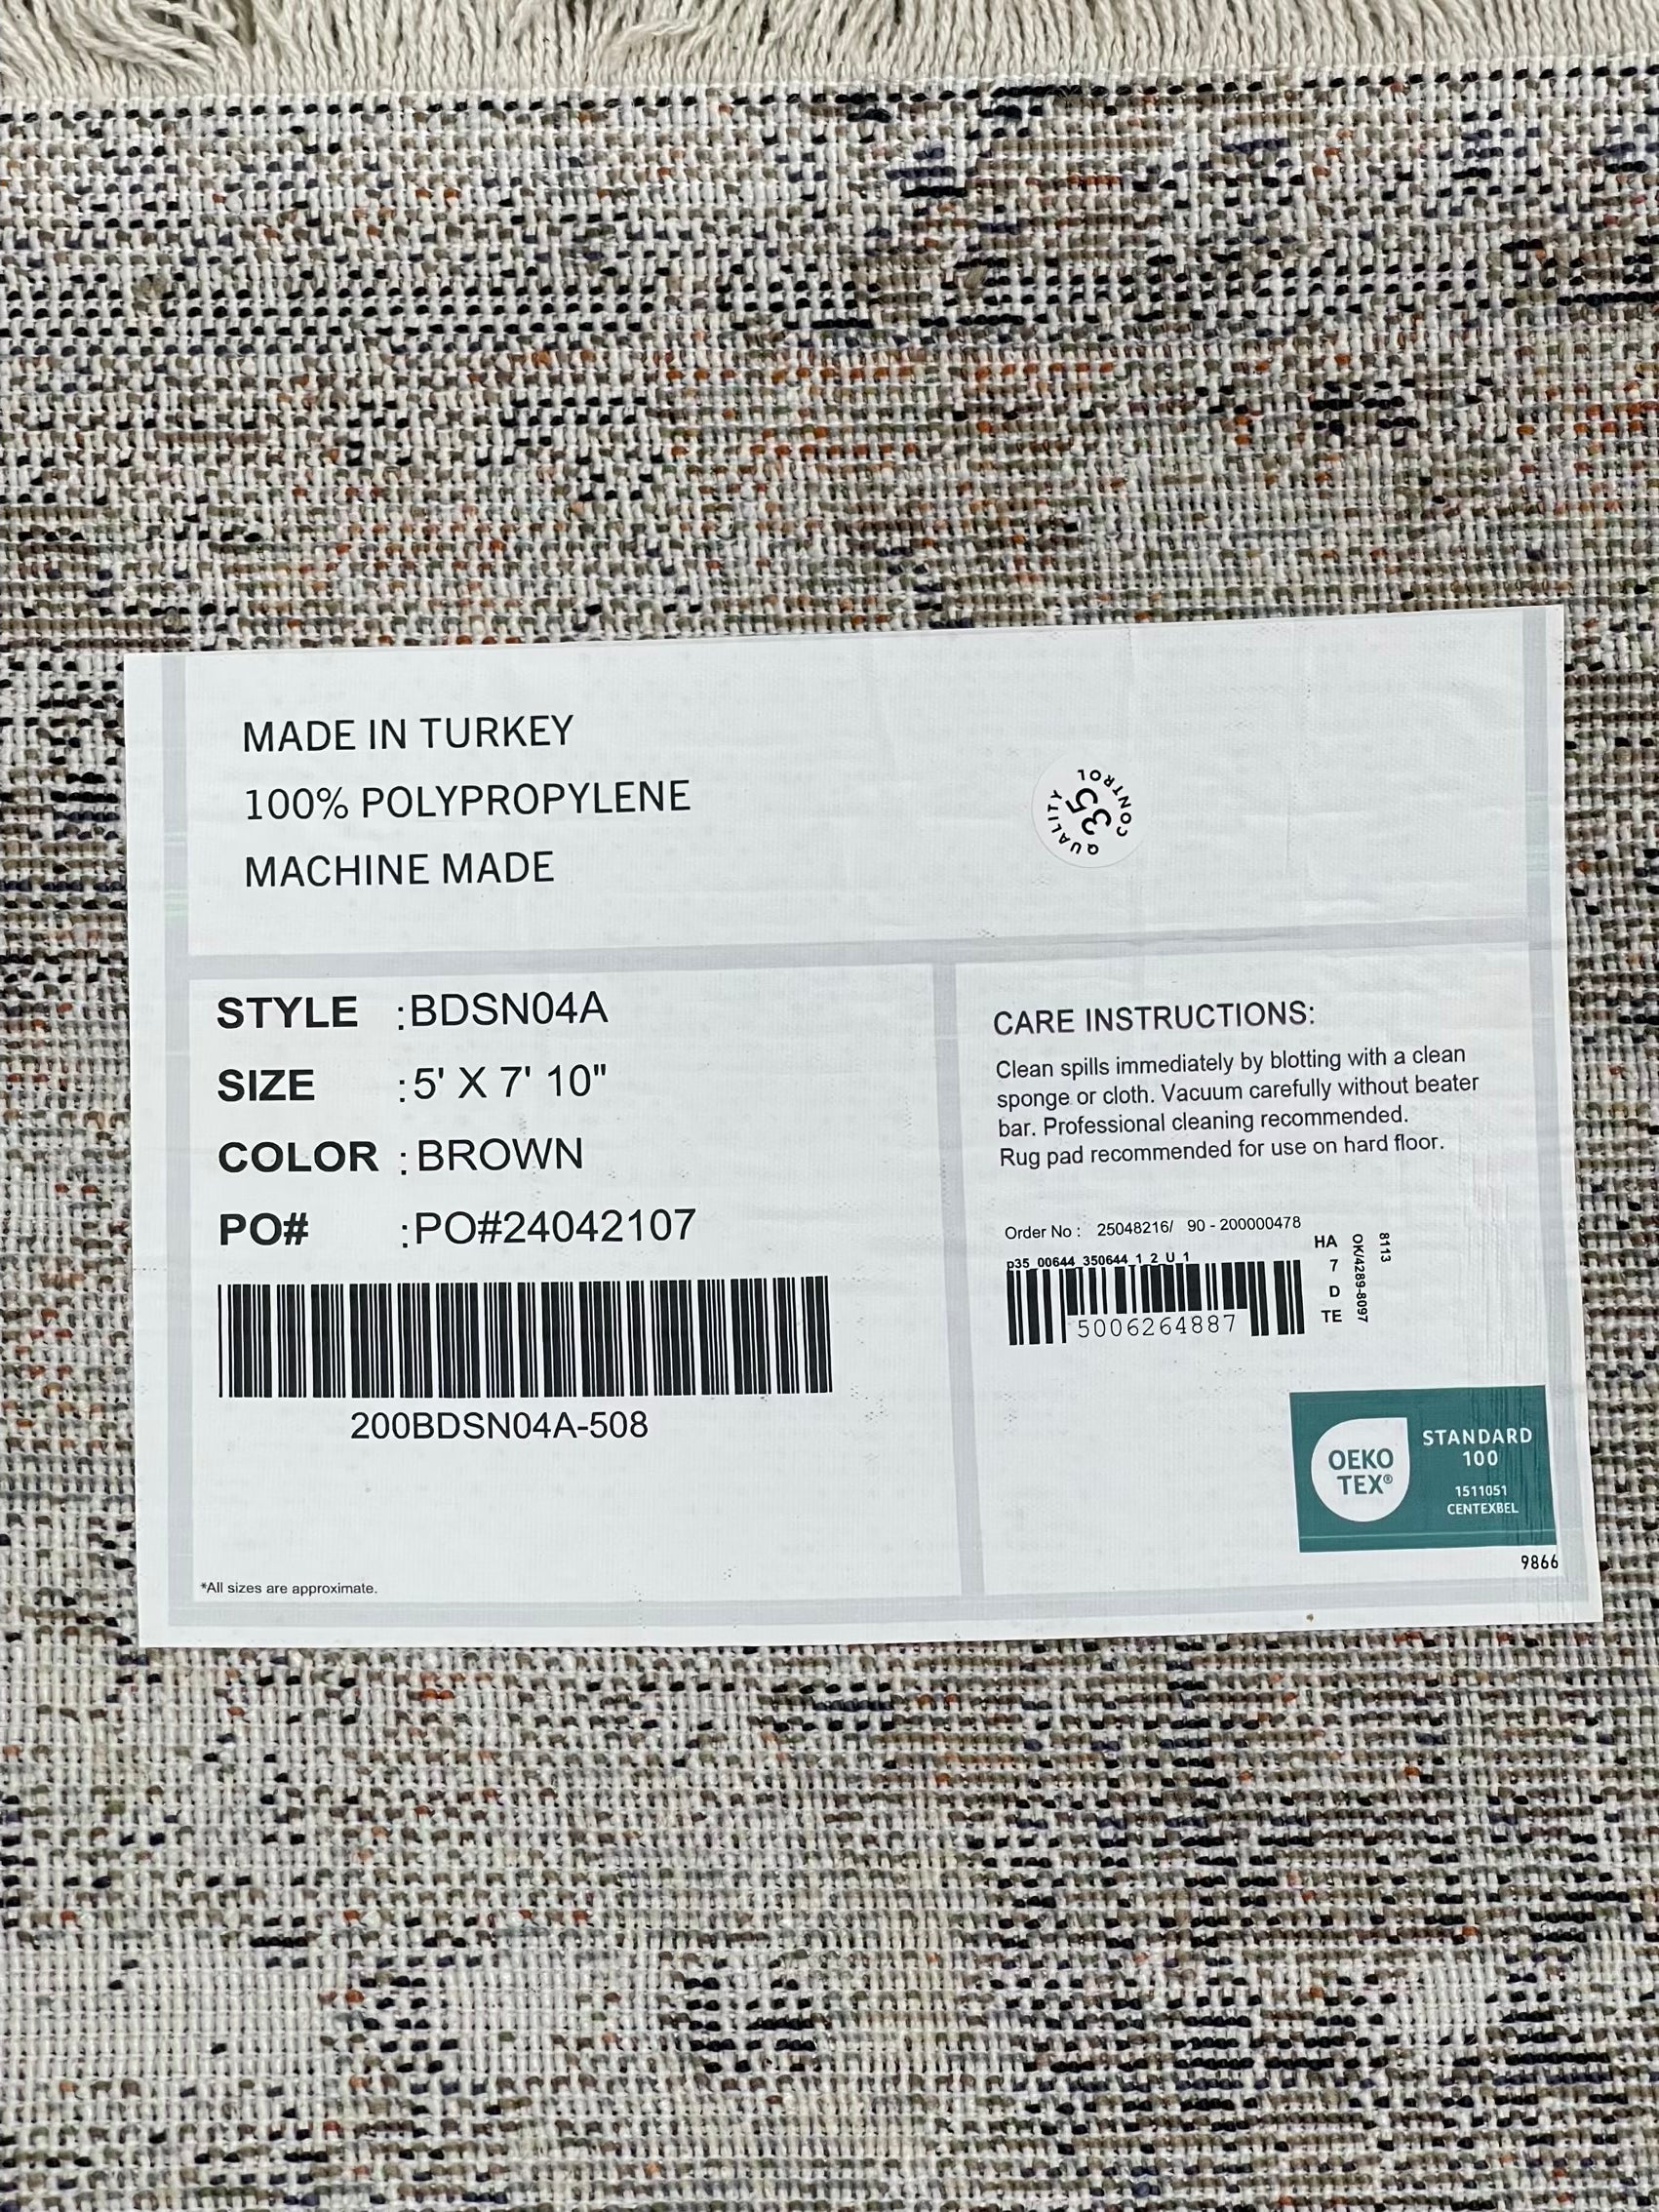 MADE IN TURKEY
100% POLYPROPYLENE
MACHINE MADE
QUALITY CONTROL
35
STYLE :BDSN04A
SIZE :5' X 7' 10"
COLOR :BROWN
PO# :PO#24042107
200BDSN04A-508
*All sizes are approximate.
CARE INSTRUCTIONS:
Clean spills immediately by blotting with a clean
sponge or cloth. Vacuum carefully without beater
bar. Professional cleaning recommended.
Rug pad recommended for use on hard floor.
Order No : 25048216/ 90 - 200000478
p35_00644_350644_1_2_U_1
5006264887
HA
7
D
TE
OK/4289-8097
8113
OEKO
TEX®
STANDARD
100
1511051
CENTEXBEL
9866